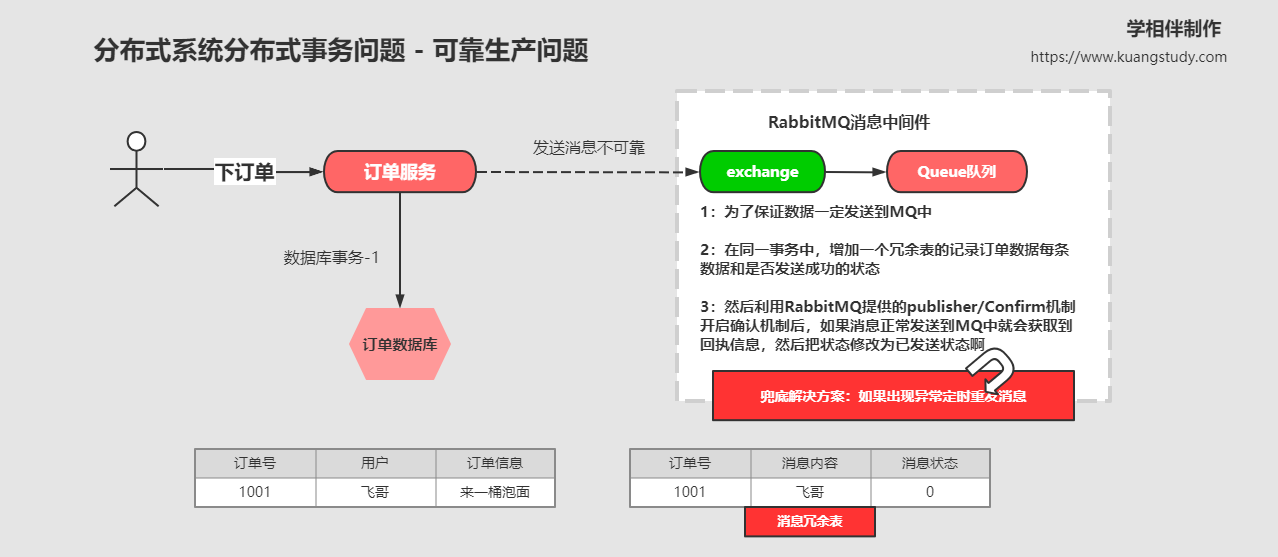 学相伴制作
分布式系统分布式事务问题 - 可靠生产问题
https://www.kuangstudy.com
RabbitMQ消息中间件
发送消息不可靠
下订单
订单服务
exchange
Queue队列
1：为了保证数据一定发送到MQ中
2：在同一事务中，增加一个冗余表的记录订单数据每条
数据和是否发送成功的状态
数据库事务-1
3：然后利用RabbitMQ提供的publisher/Confirm机制
开启确认机制后，如果消息正常发送到MQ中就会获取到
回执信息，然后把状态修改为已发送状态啊
订单数据库
兜底解决方案：如果出现异常定时重发消息
订单号 用户 订单信息
1001 飞哥 来一桶泡面
订单号 消息内容 消息状态
1001 飞哥 0
消息冗余表